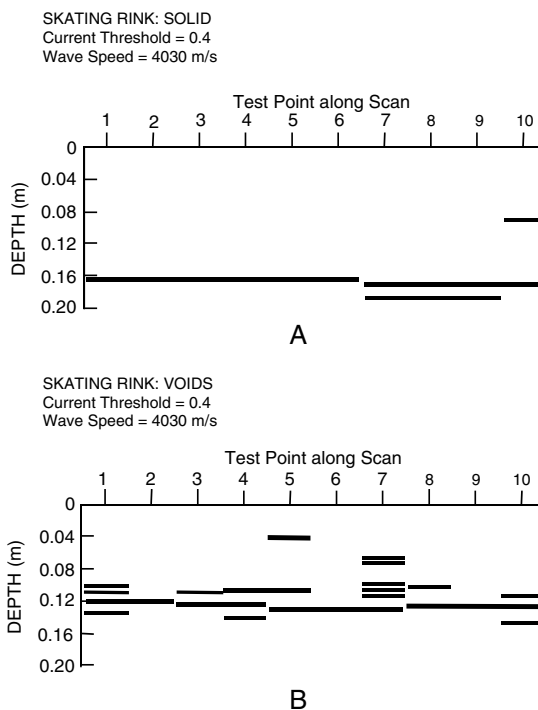 SKATING RINK: SOLID
Current Threshold = 0.4
Wave Speed = 4030 m/s
Test Point along Scan
1 2 3 4 5 6 7 8 9 10
DEPTH (m)
0
0.04
0.08
0.12
0.16
0.20
A
SKATING RINK: VOIDS
Current Threshold = 0.4
Wave Speed = 4030 m/s
Test Point along Scan
1 2 3 4 5 6 7 8 9 10
DEPTH (m)
0
0.04
0.08
0.12
0.16
0.20
B